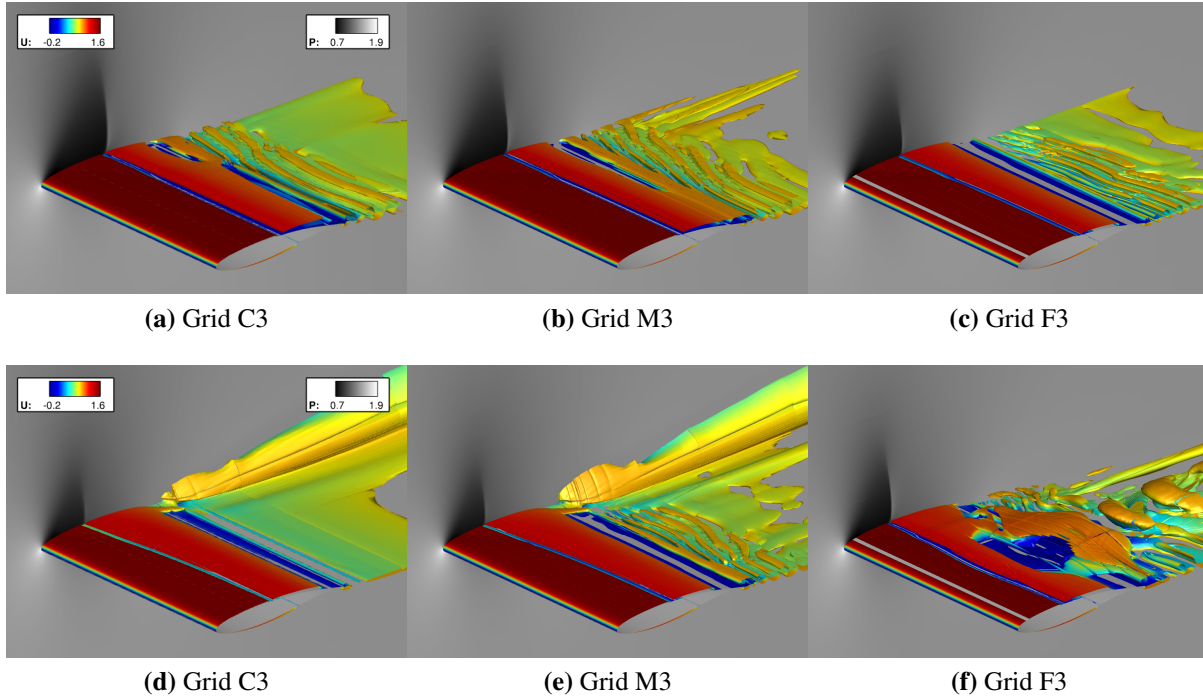 U: -0.2 1.6
P: 0.7 1.9
(a) Grid C3
(b) Grid M3
(c) Grid F3
U: -0.2 1.6
P: 0.7 1.9
(d) Grid C3
(e) Grid M3
(f) Grid F3